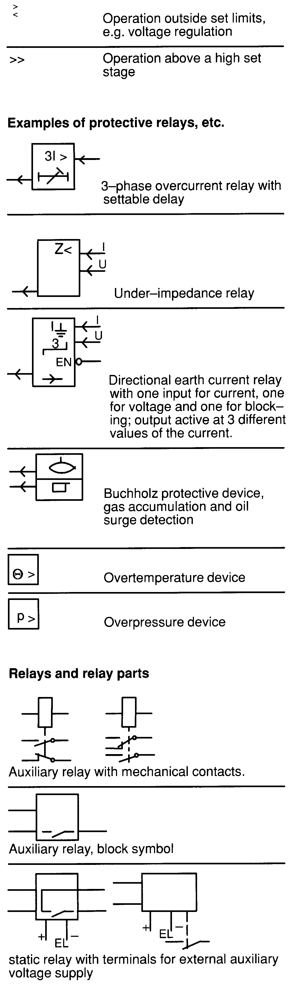 >
<
Operation outside set limits,
e.g. voltage regulation
>>
Operation above a high set
stage
Examples of protective relays, etc.
3I >
3–phase overcurrent relay with
settable delay
Z<
I
U
Under–impedance relay
I
I
U
3
EN
Directional earth current relay
with one input for current, one
for voltage and one for block–
ing; output active at 3 different
values of the current.
Buchholz protective device,
gas accumulation and oil
surge detection
Θ >
Overtemperature device
p >
Overpressure device
Relays and relay parts
Auxiliary relay with mechanical contacts.
Auxiliary relay, block symbol
+ EL –
+ EL –
static relay with terminals for external auxiliary
voltage supply